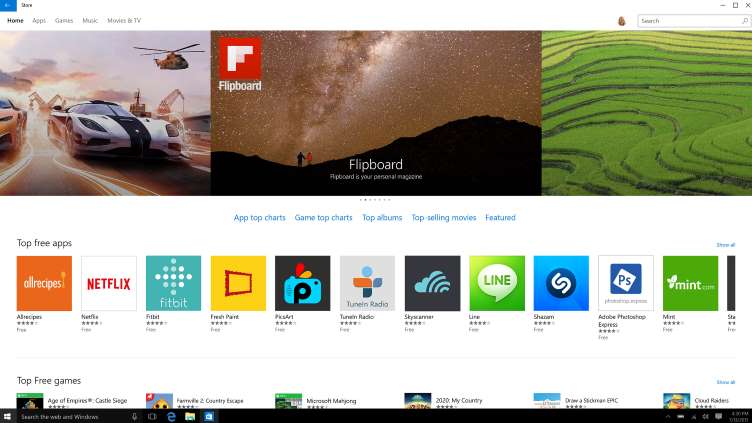 Store
Home Apps Games Music Movies & TV
Search
Flipboard
Flipboard
Flipboard is your personal magazine
App top charts Game top charts Top albums Top-selling movies Featured
Top free apps
Show all
allrecipes
NETFLIX
fitbit
TuneIn Radio
LINE
Ps
photoshop express
mint.com
Allrecipes Netflix Fitbit Fresh Paint PicsArt TuneIn Radio Skyscanner Line Shazam Adobe Photoshop Express Mint
Free Free Free Free Free Free Free Free Free Free Free
Top Free games
Show all
Age of Empires®: Castle Siege Farmville 2: Country Escape Microsoft Mahjong 2020: My Country Draw a Stickman EPIC Cloud Raiders
Search the web and Windows
4:30 PM